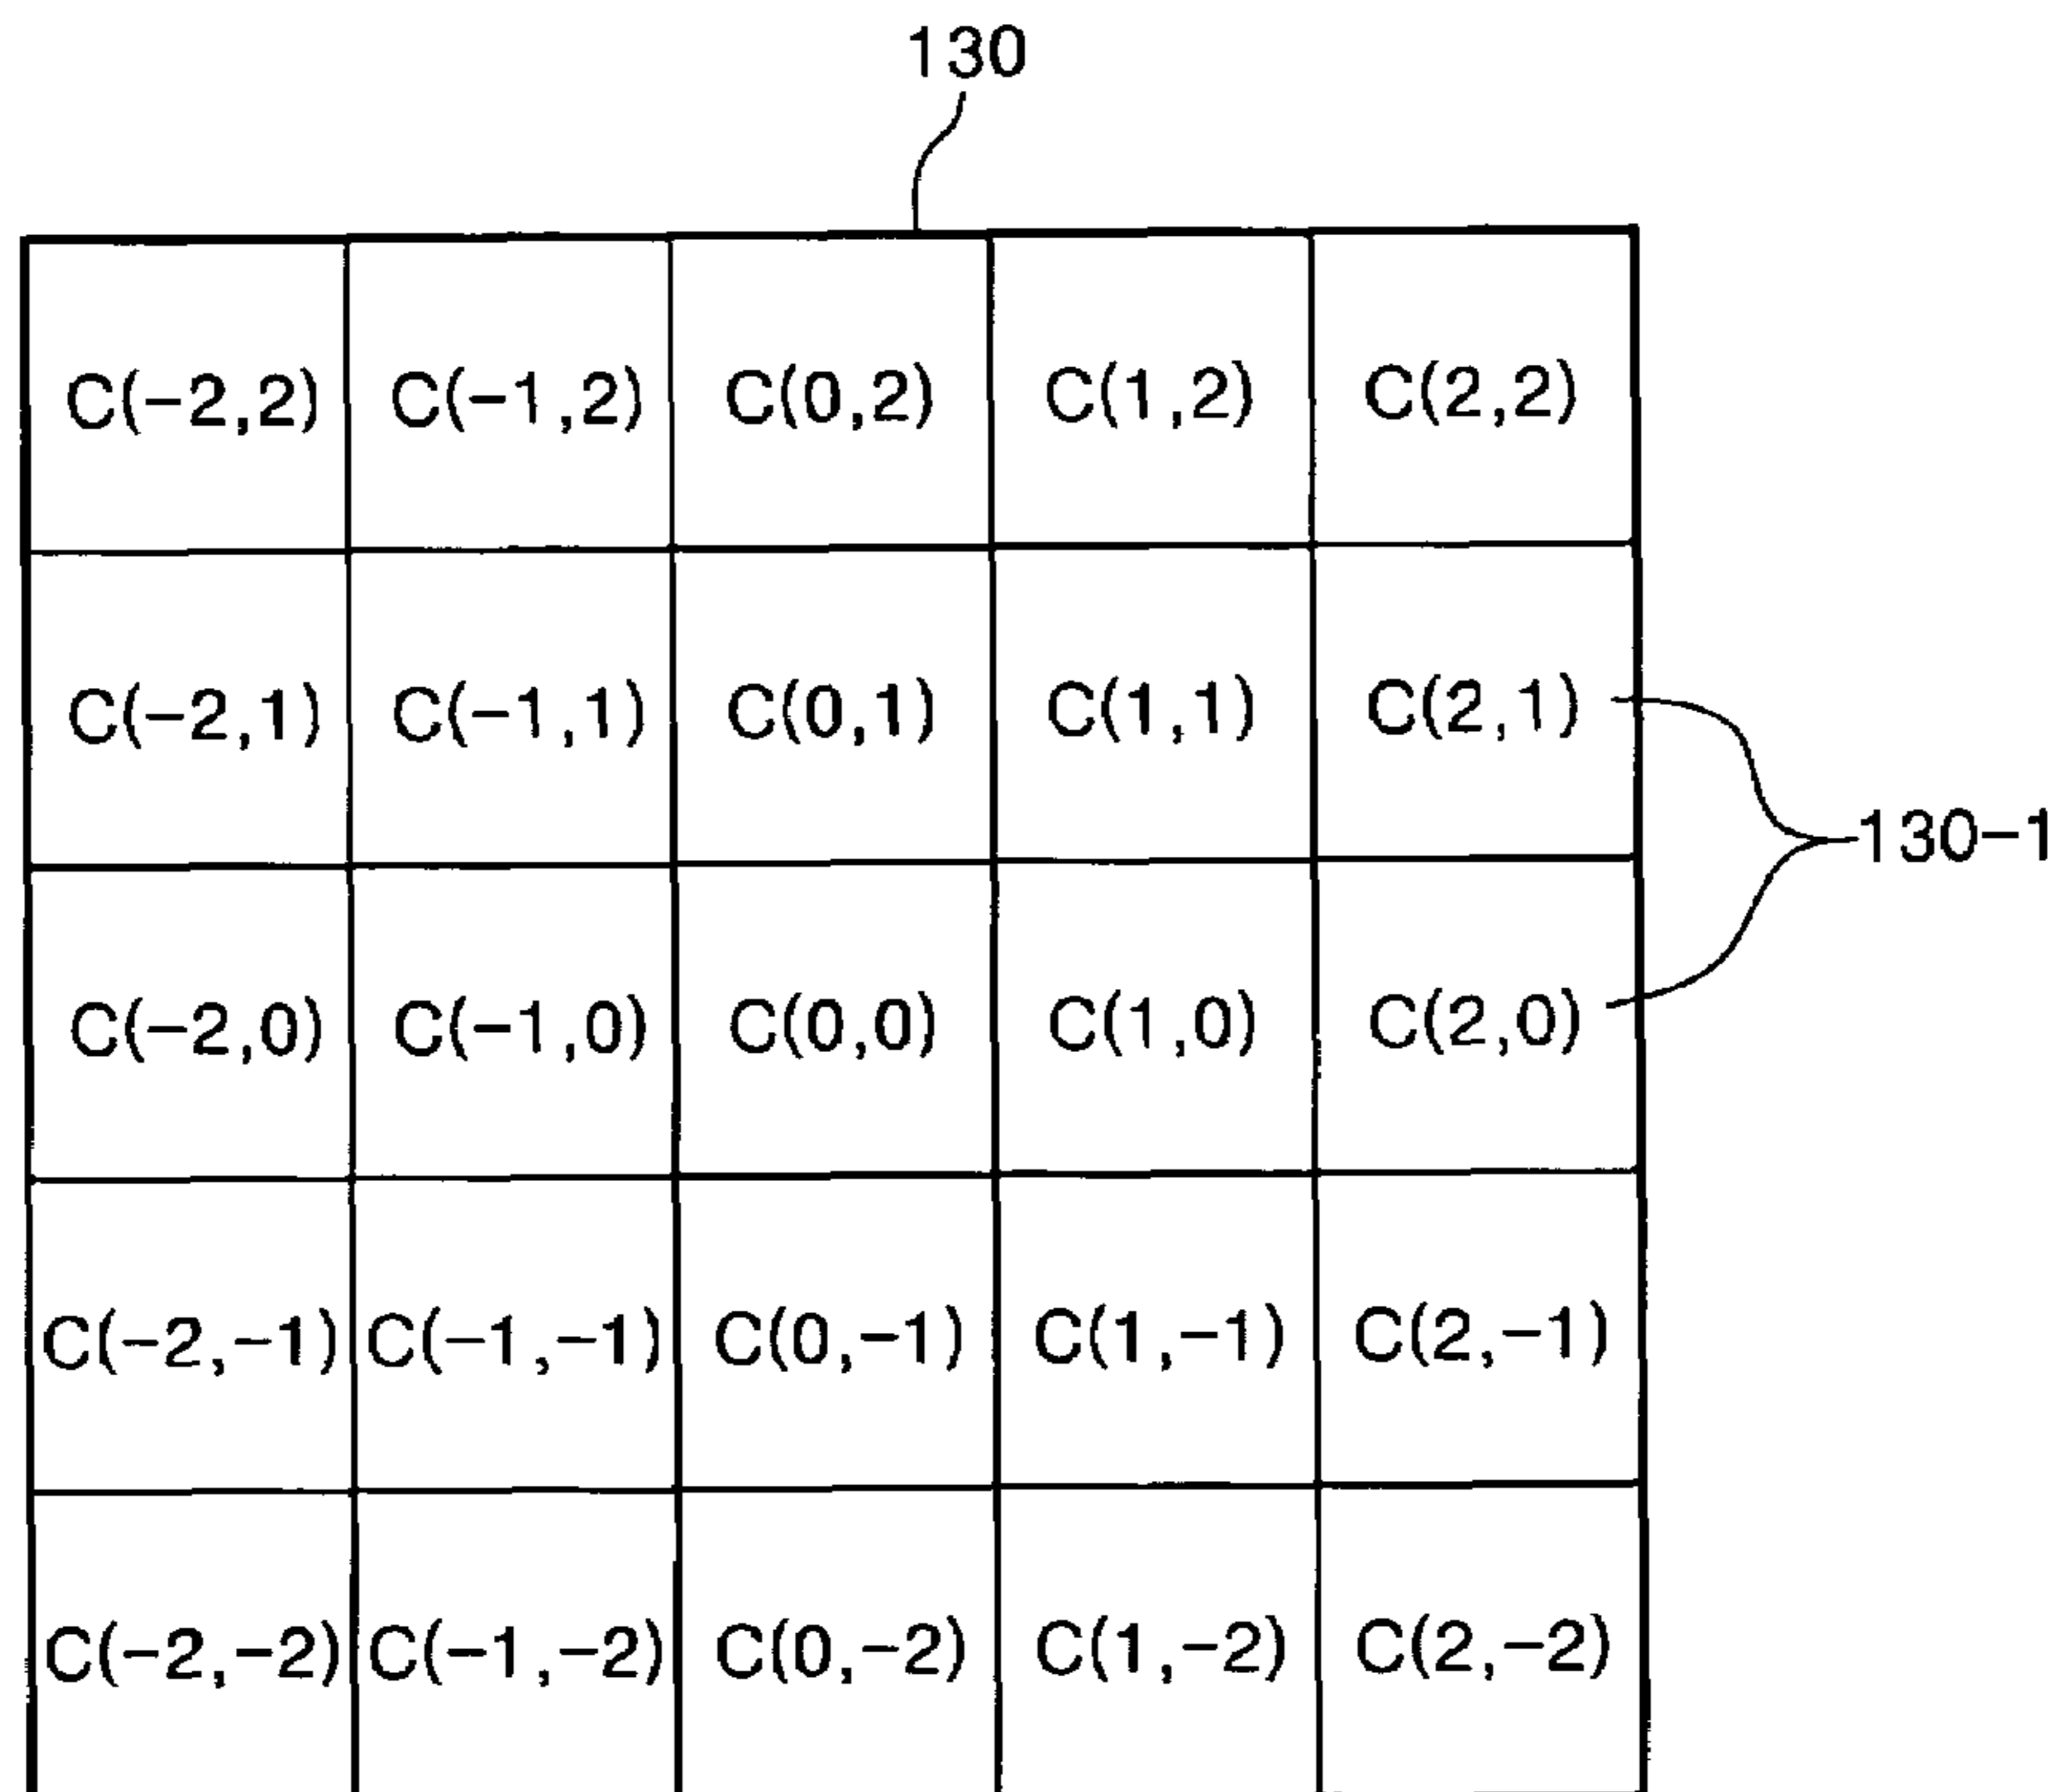 130
C(−2,2) C(−1,2) C(0,2) C(1,2) C(2,2)
C(−2,1) C(−1,1) C(0,1) C(1,1) C(2,1)
130−1
C(−2,0) C(−1,0) C(0,0) C(1,0) C(2,0)
C(−2,−1) C(−1,−1) C(0,−1) C(1,−1) C(2,−1)
C(−2,−2) C(−1,−2) C(0,−2) C(1,−2) C(2,−2)